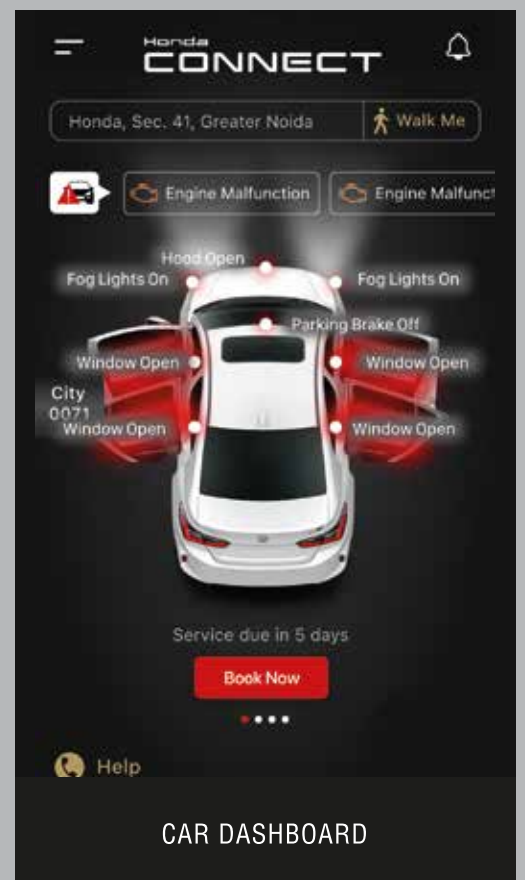 Honda
CONNECT
Honda, Sec. 41, Greater Noida
Walk Me
Engine Malfunction
Engine Malfunct
Hood Open
Fog Lights On
Fog Lights On
Parking Brake Off
Window Open
Window Open
City
0071
Window Open
Window Open
Service due in 5 days
Book Now
Help
CAR DASHBOARD